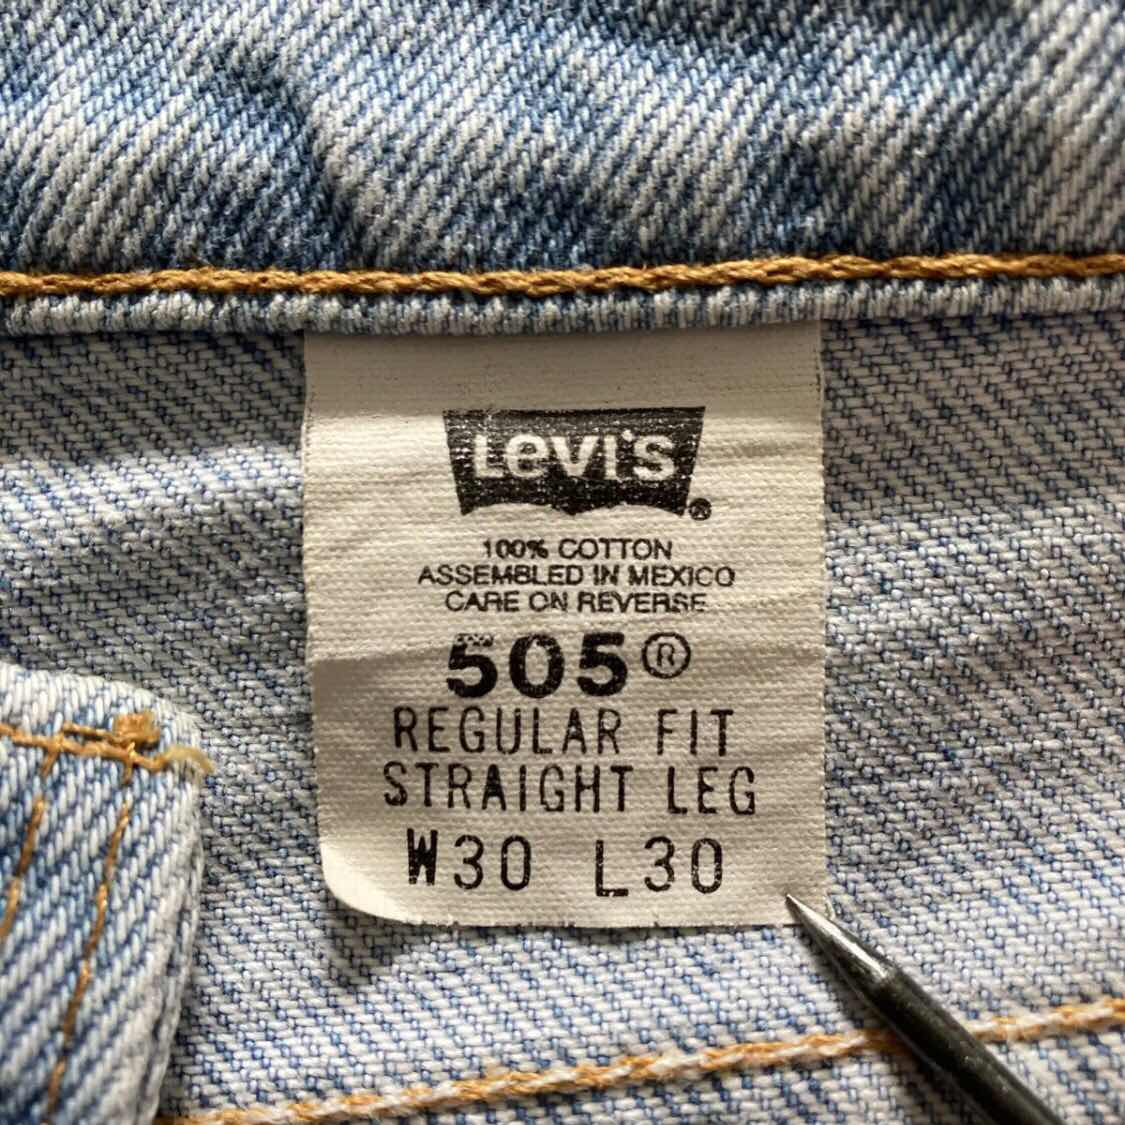 Levi's®
100% COTTON
ASSEMBLED IN MEXICO
CARE ON REVERSE
505®
REGULAR FIT
STRAIGHT LEG
W30 L30